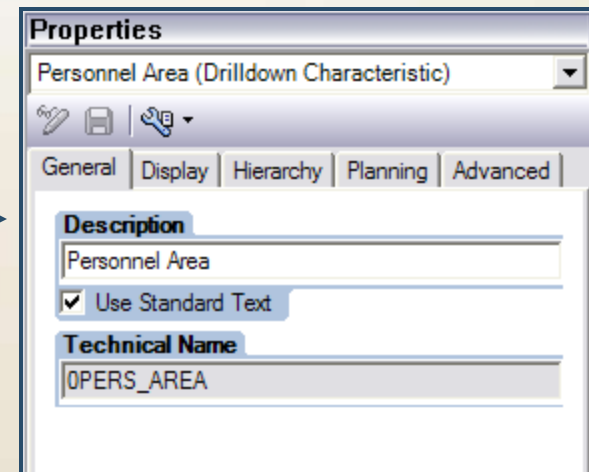 Properties
Personnel Area (Drilldown Characteristic)
General Display Hierarchy Planning Advanced
Description
Personnel Area
Use Standard Text
Technical Name
0PERS_AREA